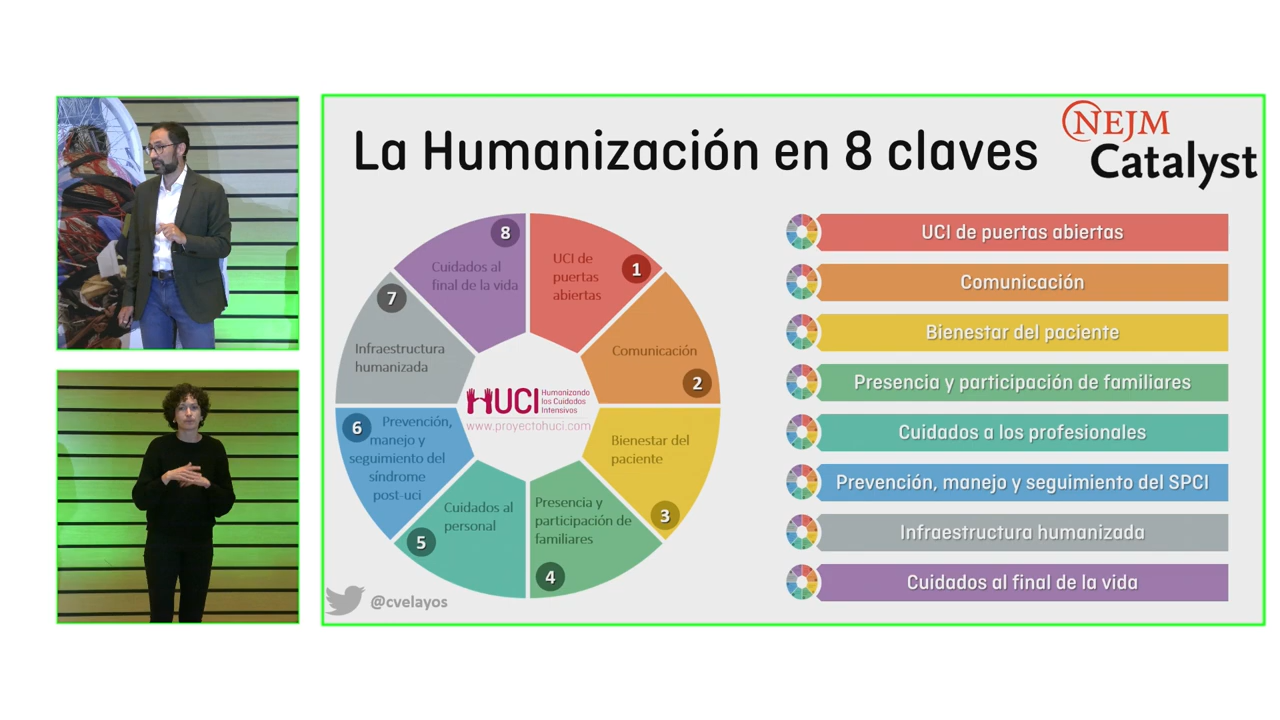 La Humanización en 8 claves
NEJM
Catalyst
8
Cuidados al
final de la vida
UCI de
puertas
abiertas
1
7
Infraestructura
humanizada
Comunicación
2
HUCI
Humanizando
los Cuidados
Intensivos
www.proyectohuci.com
6
Prevención,
manejo y
seguimiento del
síndrome
post-uci
Bienestar del
paciente
3
Cuidados al
personal
5
Presencia y
participación de
familiares
4
@cvelayos
UCI de puertas abiertas
Comunicación
Bienestar del paciente
Presencia y participación de familiares
Cuidados a los profesionales
Prevención, manejo y seguimiento del SPCI
Infraestructura humanizada
Cuidados al final de la vida